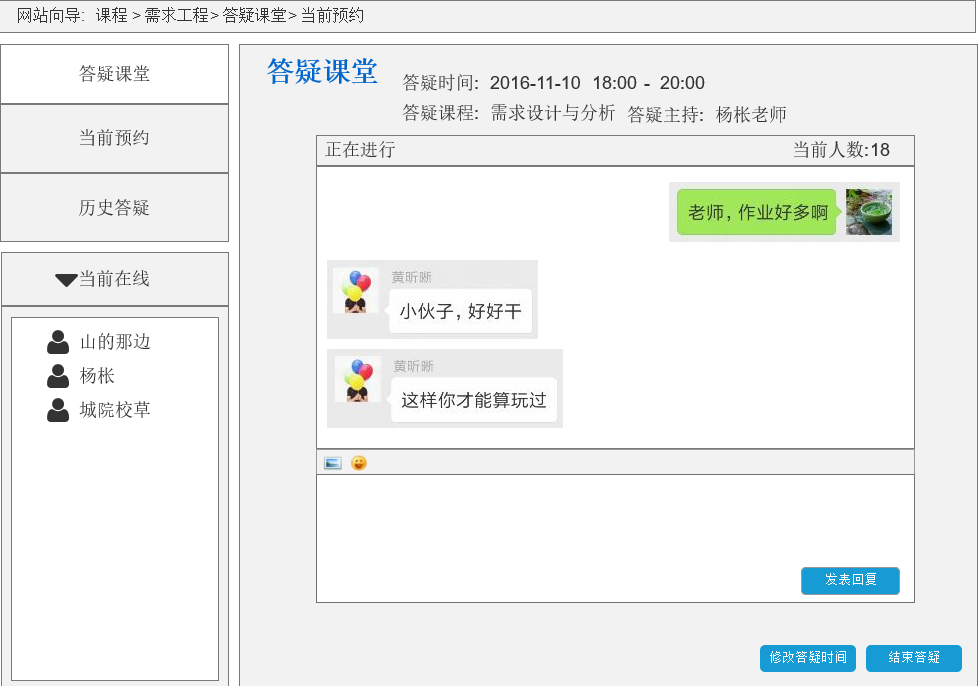 网站向导: 课程 > 需求工程> 答疑课堂> 当前预约
答疑课堂
当前预约
历史答疑
当前在线
山的那边
杨枨
城院校草
答疑课堂
答疑时间: 2016-11-10 18:00 - 20:00
答疑课程: 需求设计与分析 答疑主持: 杨枨老师
正在进行 当前人数:18
老师，作业好多啊
黄昕晰
小伙子，好好干
黄昕晰
这样你才能算玩过
发表回复
修改答疑时间 结束答疑